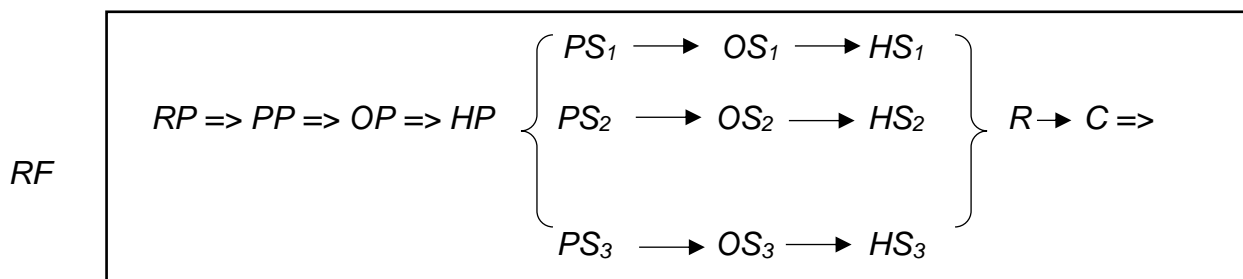 PS₁ → OS₁ → HS₁
RP => PP => OP => HP { PS₂ → OS₂ → HS₂ } R → C =>
RF
PS₃ → OS₃ → HS₃